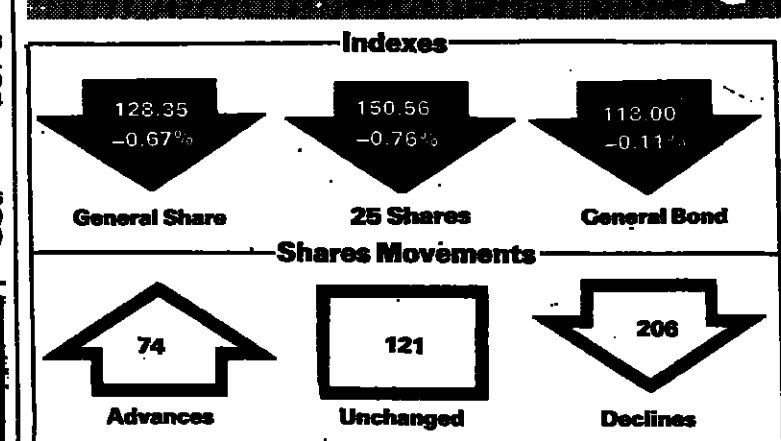 Indexes
128.35 150.56 113.00
-0.67% -0.76% -0.11%
General Share 25 Shares General Bond
Shares Movements
74 121 206
Advances Unchanged Declines